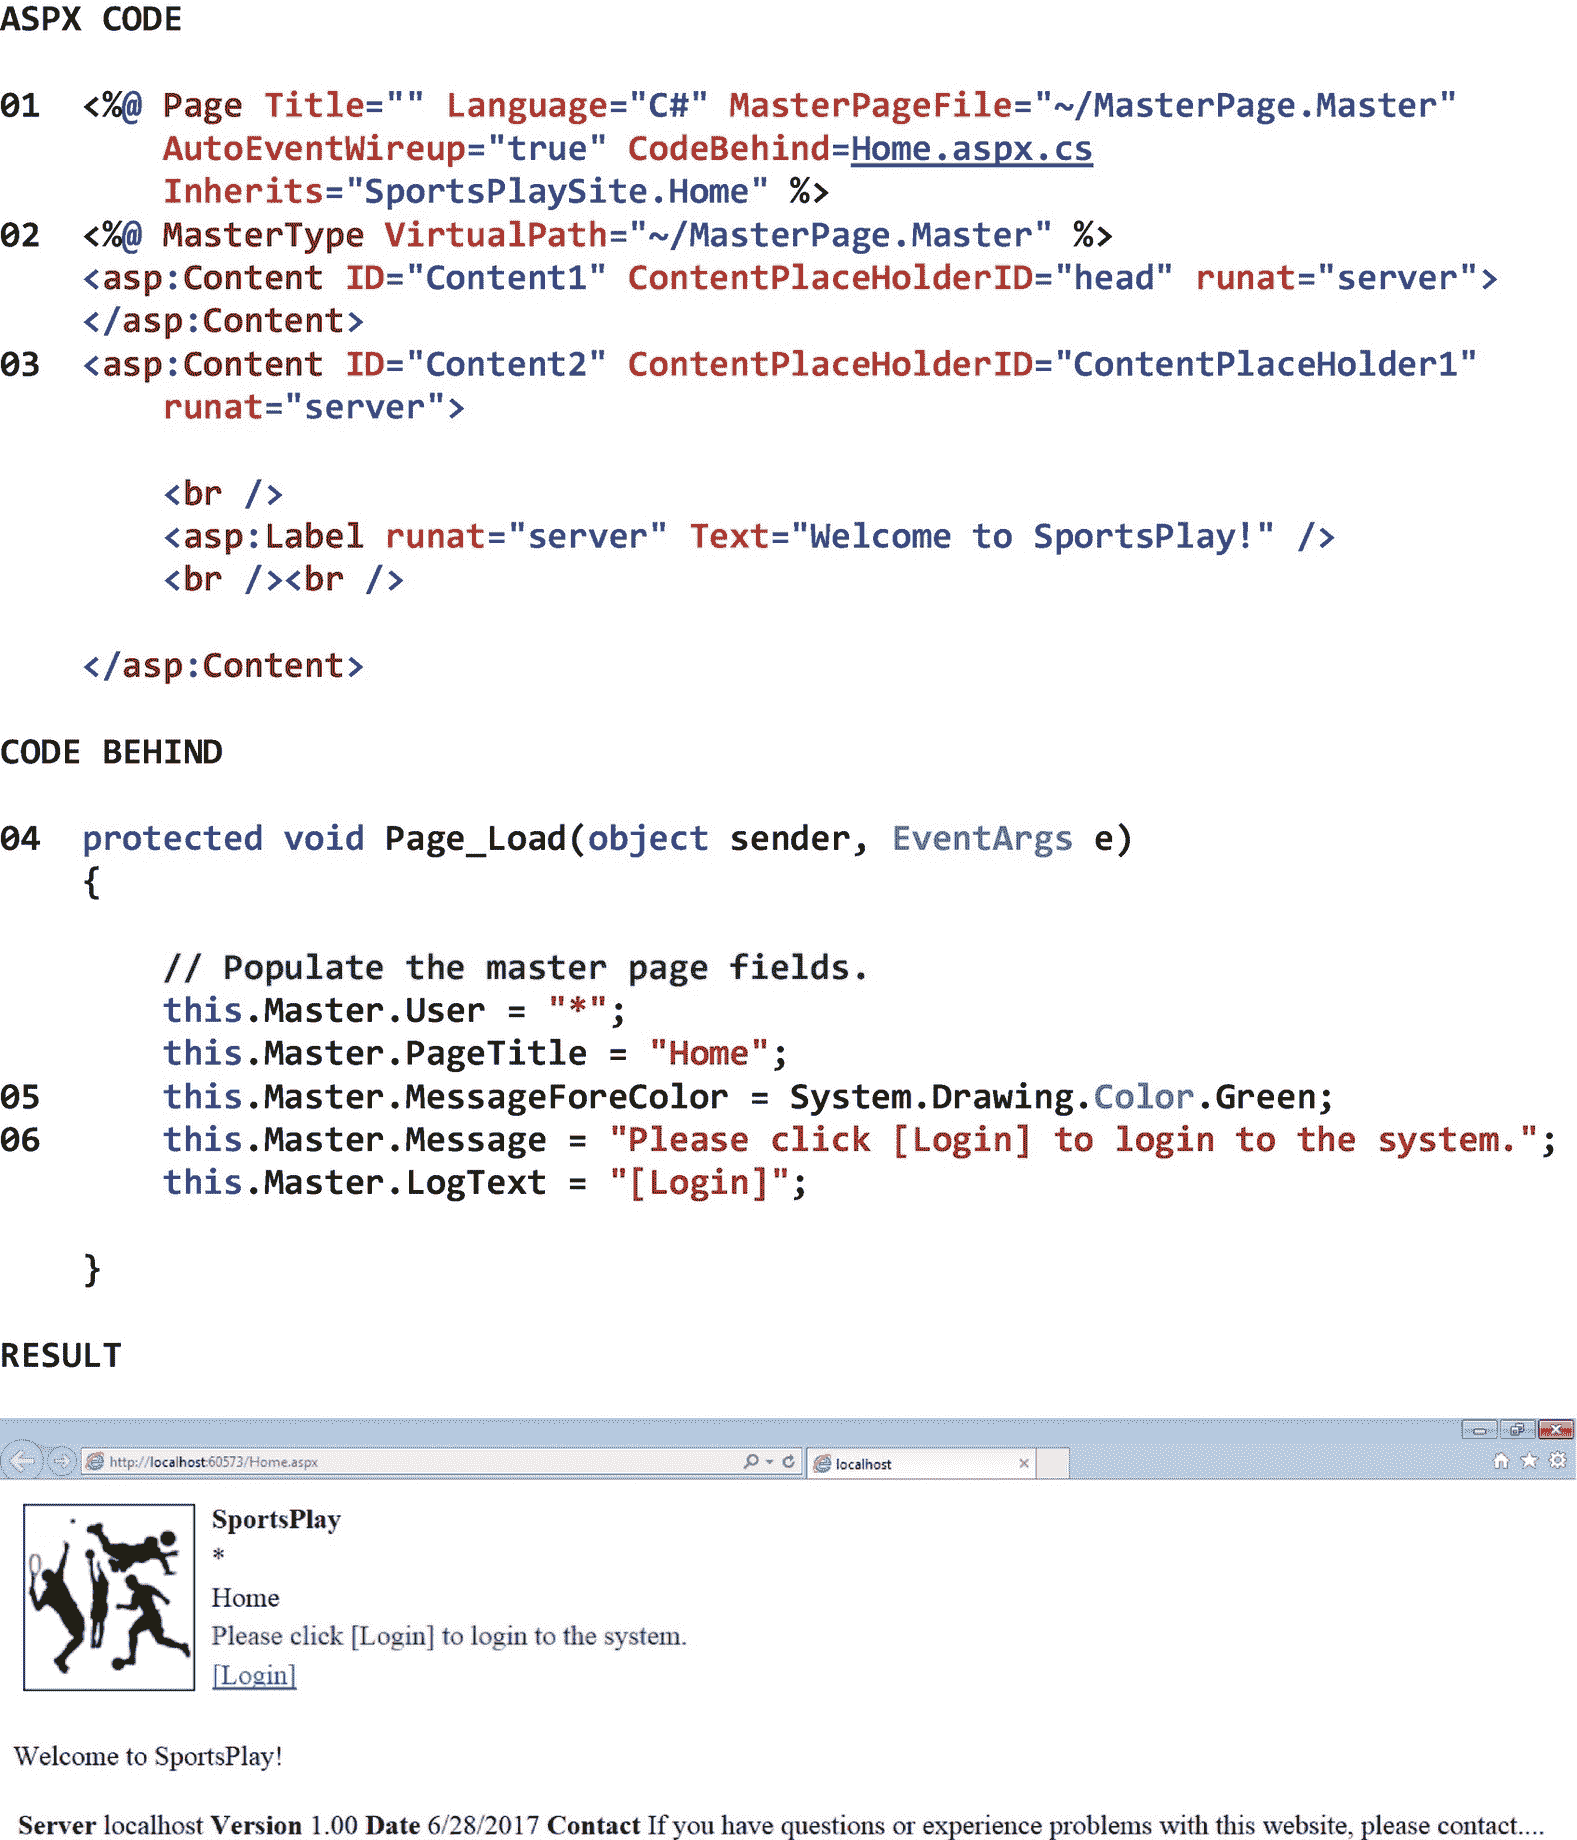 ASPX CODE
01 <%@ Page Title="" Language="C#" MasterPageFile="~/MasterPage.Master"
AutoEventWireup="true" CodeBehind=Home.aspx.cs
Inherits="SportsPlaySite.Home" %>
02 <%@ MasterType VirtualPath="~/MasterPage.Master" %>
<asp:Content ID="Content1" ContentPlaceHolderID="head" runat="server">
</asp:Content>
03 <asp:Content ID="Content2" ContentPlaceHolderID="ContentPlaceHolder1"
runat="server">
<br />
<asp:Label runat="server" Text="Welcome to SportsPlay!" />
<br /><br />
</asp:Content>
CODE BEHIND
04 protected void Page_Load(object sender, EventArgs e)
{
// Populate the master page fields.
this.Master.User = "*";
this.Master.PageTitle = "Home";
05 this.Master.MessageForeColor = System.Drawing.Color.Green;
06 this.Master.Message = "Please click [Login] to login to the system.";
this.Master.LogText = "[Login]";
}
RESULT
http://localhost:60573/Home.aspx
localhost
SportsPlay
*
Home
Please click [Login] to login to the system.
[Login]
Welcome to SportsPlay!
Server localhost Version 1.00 Date 6/28/2017 Contact If you have questions or experience problems with this website, please contact....